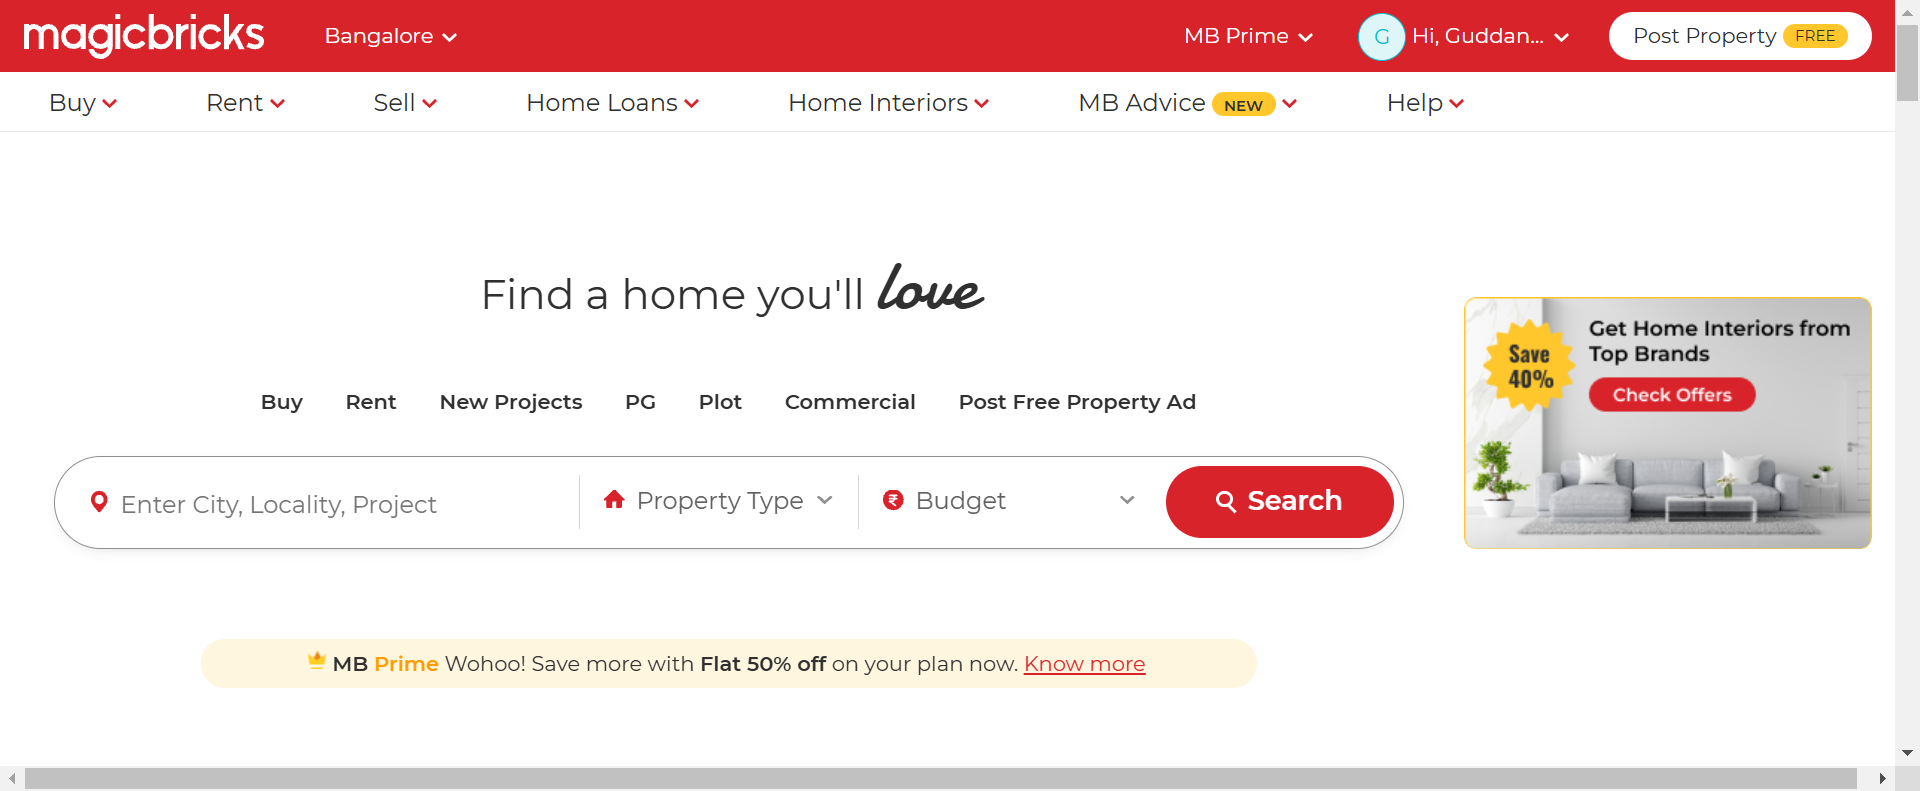 magicbricks Bangalore MB Prime G Hi, Guddan... Post Property FREE
Buy Rent Sell Home Loans Home Interiors MB Advice NEW Help
Find a home you'll love
Get Home Interiors from
Top Brands
Save
40%
Check Offers
Buy Rent New Projects PG Plot Commercial Post Free Property Ad
Enter City, Locality, Project Property Type Budget Search
MB Prime Wohoo! Save more with Flat 50% off on your plan now. Know more